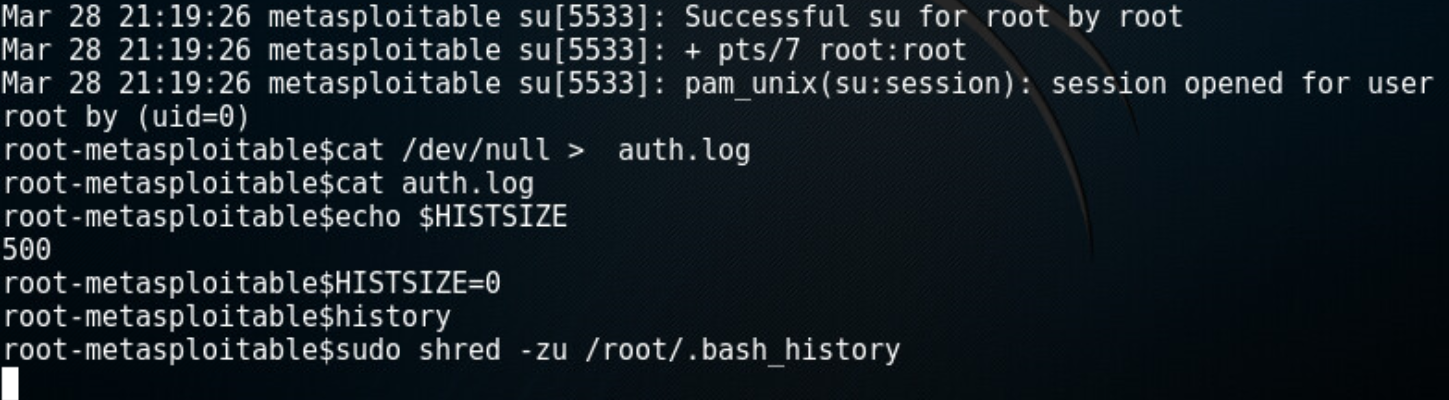 Mar 28 21:19:26 metasploitable su[5533]: Successful su for root by root
Mar 28 21:19:26 metasploitable su[5533]: + pts/7 root:root
Mar 28 21:19:26 metasploitable su[5533]: pam_unix(su:session): session opened for user
root by (uid=0)
root-metasploitable$cat /dev/null >  auth.log
root-metasploitable$cat auth.log
root-metasploitable$echo $HISTSIZE
500
root-metasploitable$HISTSIZE=0
root-metasploitable$history
root-metasploitable$sudo shred -zu /root/.bash_history